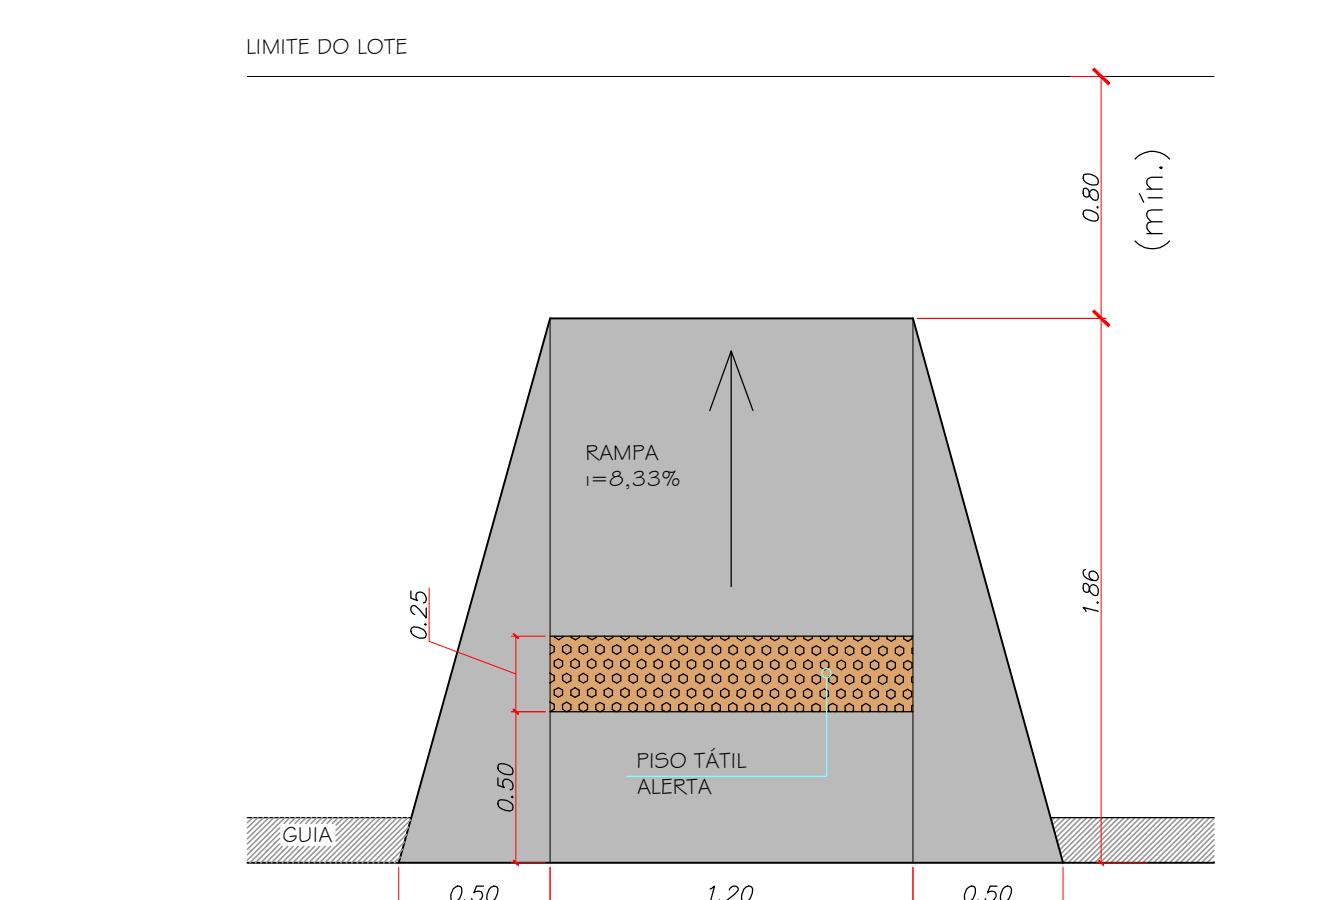 LIMITE DO LOTE
0.80
(mín.)
RAMPA
i=8,33%
1.86
0.25
0.50
PISO TÁTIL
ALERTA
GUIA
0.50
1.20
0.50